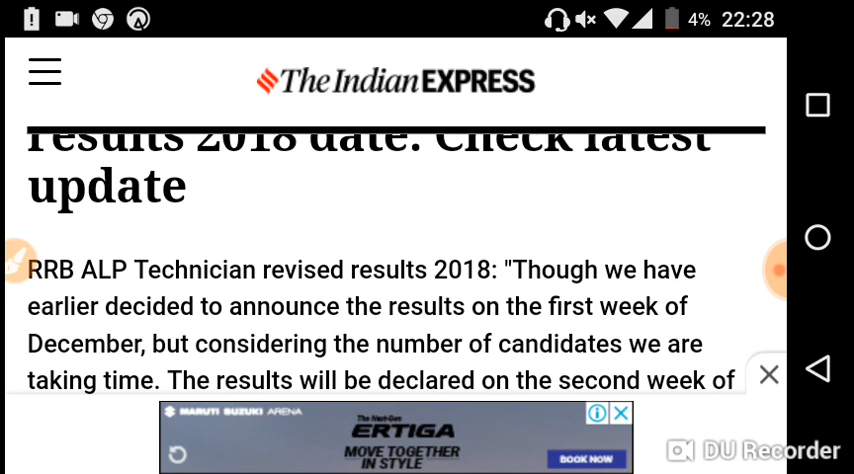 4% 22:28
The Indian EXPRESS
results 2018 date. Check latest
update
RRB ALP Technician revised results 2018: "Though we have
earlier decided to announce the results on the first week of
December, but considering the number of candidates we are
taking time. The results will be declared on the second week of
MARUTI SUZUKI ARENA
The Next-Gen
ERTIGA
MOVE TOGETHER
IN STYLE
BOOK NOW
DU Recorder